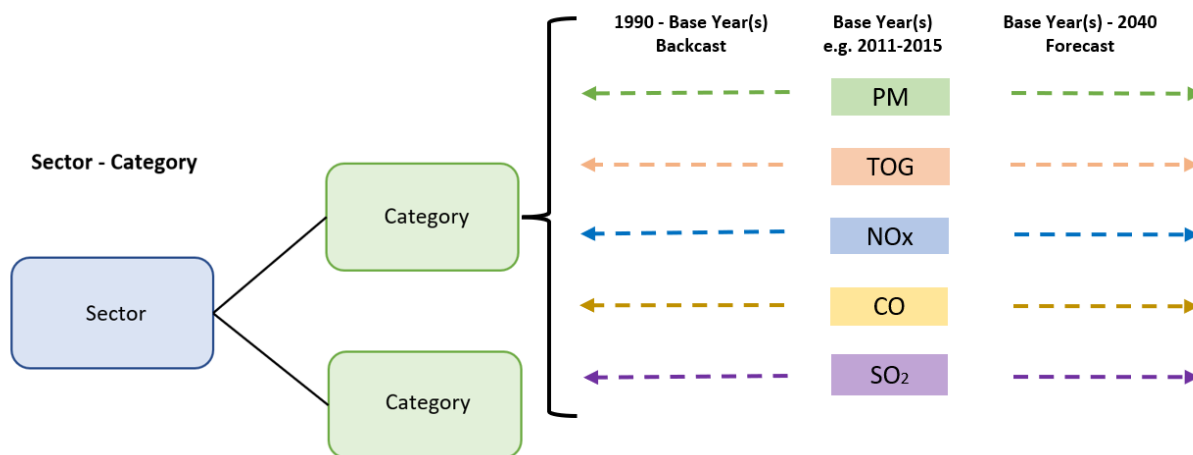 1990 - Base Year(s)
Backcast
Base Year(s)
e.g. 2011-2015
Base Year(s) - 2040
Forecast
PM
Sector - Category
TOG
Category
NOx
Sector
CO
Category
SO₂